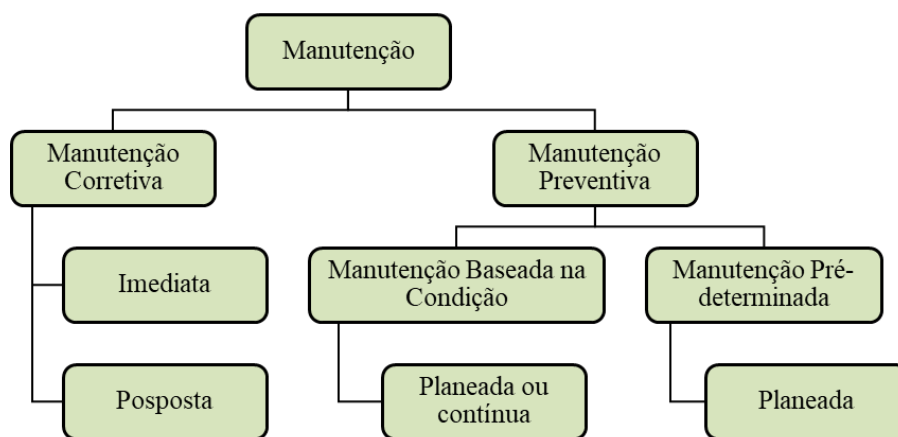 Manutenção
Manutenção
Corretiva
Manutenção
Preventiva
Imediata
Manutenção Baseada na
Condição
Manutenção Pré-
determinada
Posposta
Planeada ou
contínua
Planeada